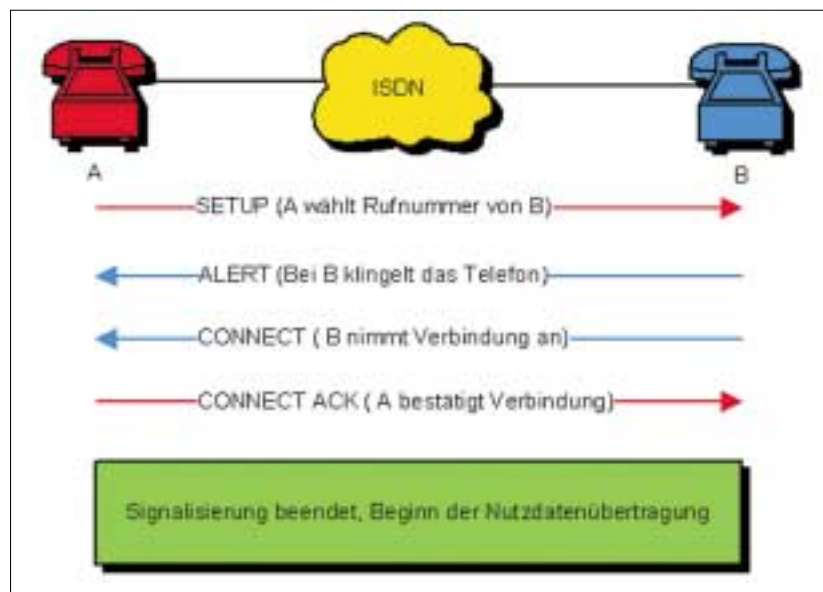 ISDN
A
B
SETUP (A wählt Rufnummer von B)
ALERT (Bei B klingelt das Telefon)
CONNECT ( B nimmt Verbindung an)
CONNECT ACK ( A bestätigt Verbindung)
Signalisierung beendet, Beginn der Nutzdatenübertragung